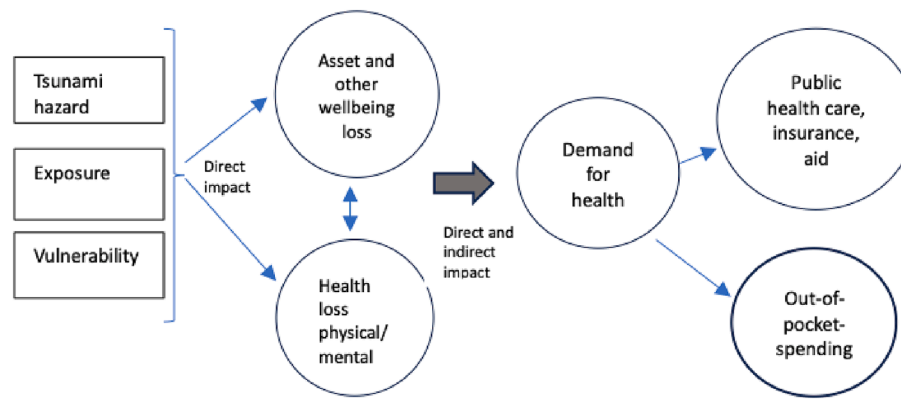 Tsunami
hazard
Exposure
Vulnerability
Direct
impact
Asset and
other
wellbeing
loss
Health
loss
physical/
mental
Direct and
indirect
impact
Demand
for
health
Public
health care,
insurance,
aid
Out-of-
pocket-
spending